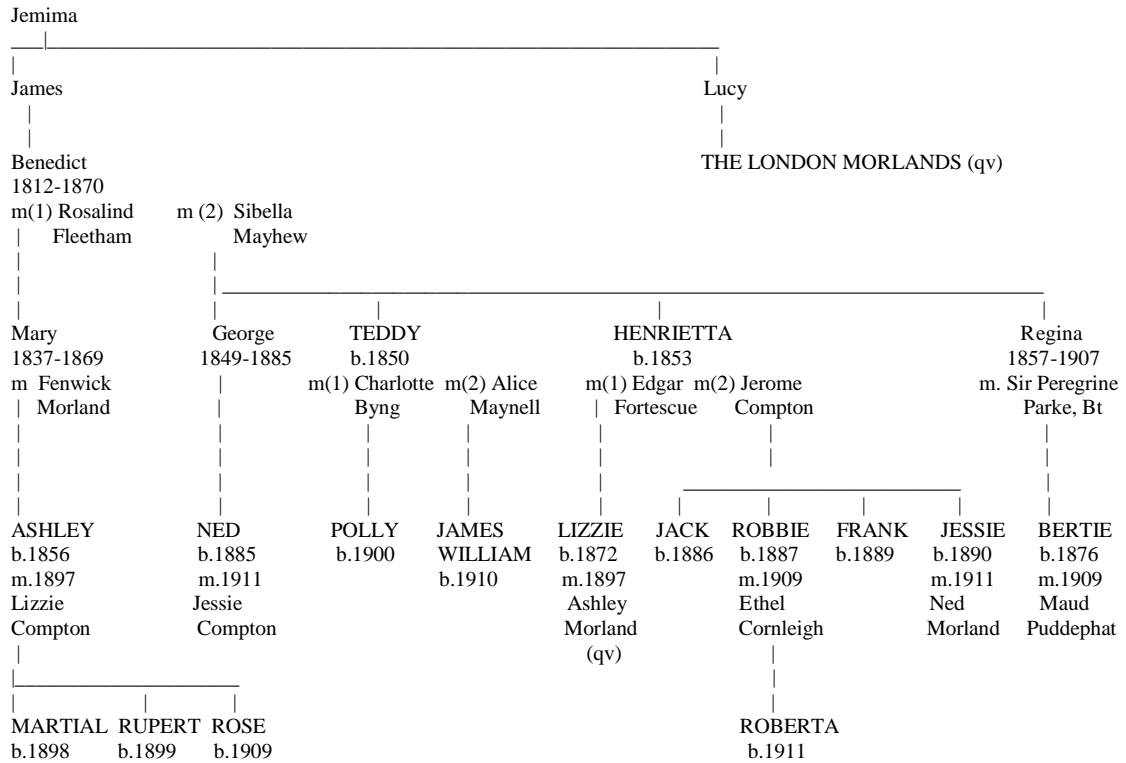 Jemima
James Lucy
Benedict THE LONDON MORLANDS (qv)
1812-1870
m(1) Rosalind m (2) Sibella
Fleetham Mayhew
Mary George TEDDY HENRIETTA Regina
1837-1869 1849-1885 b.1850 b.1853 1857-1907
m Fenwick m(1) Charlotte m(2) Alice m(1) Edgar m(2) Jerome m. Sir Peregrine
Morland Byng Maynell Fortescue Compton Parke, Bt
ASHLEY NED POLLY JAMES LIZZIE JACK ROBBIE FRANK JESSIE BERTIE
b.1856 b.1885 b.1900 WILLIAM b.1872 b.1886 b.1887 b.1889 b.1890 b.1876
m.1897 m.1911 b.1910 m.1897 m.1909 m.1911 m.1909
Lizzie Jessie Ashley Ethel Ned Maud
Compton Compton Morland Cornleigh Morland Puddephat
(qv)
MARTIAL RUPERT ROSE ROBERTA
b.1898 b.1899 b.1909 b.1911